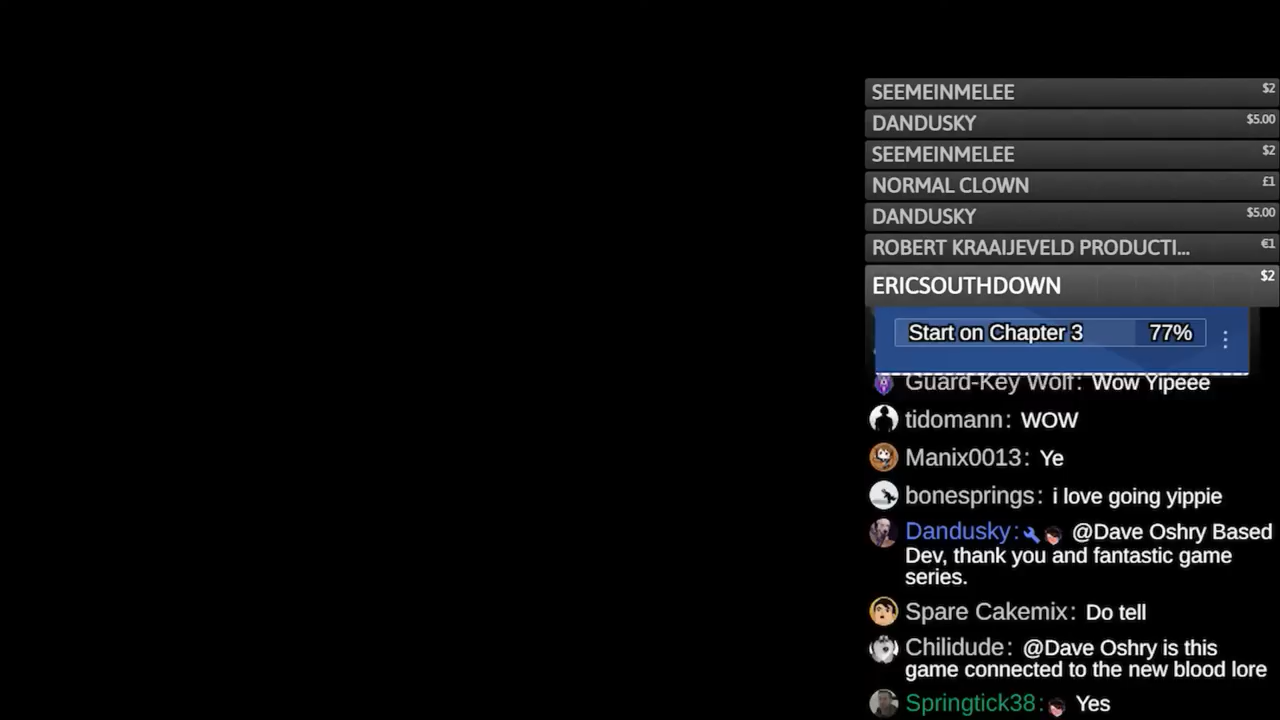 SEEMEINMELEE $2
DANDUSKY $5.00
SEEMEINMELEE $2
NORMAL CLOWN £1
DANDUSKY $5.00
ROBERT KRAAIJEVELD PRODUCTI... €1
ERICSOUTHDOWN $2
Start on Chapter 3 77%
Guard-Key Wolf: Wow Yipeee
tidomann: WOW
Manix0013: Ye
bonesprings: i love going yippie
Dandusky: @Dave Oshry Based
Dev, thank you and fantastic game
series.
Spare Cakemix: Do tell
Chilidude: @Dave Oshry is this
game connected to the new blood lore
Springtick38: Yes